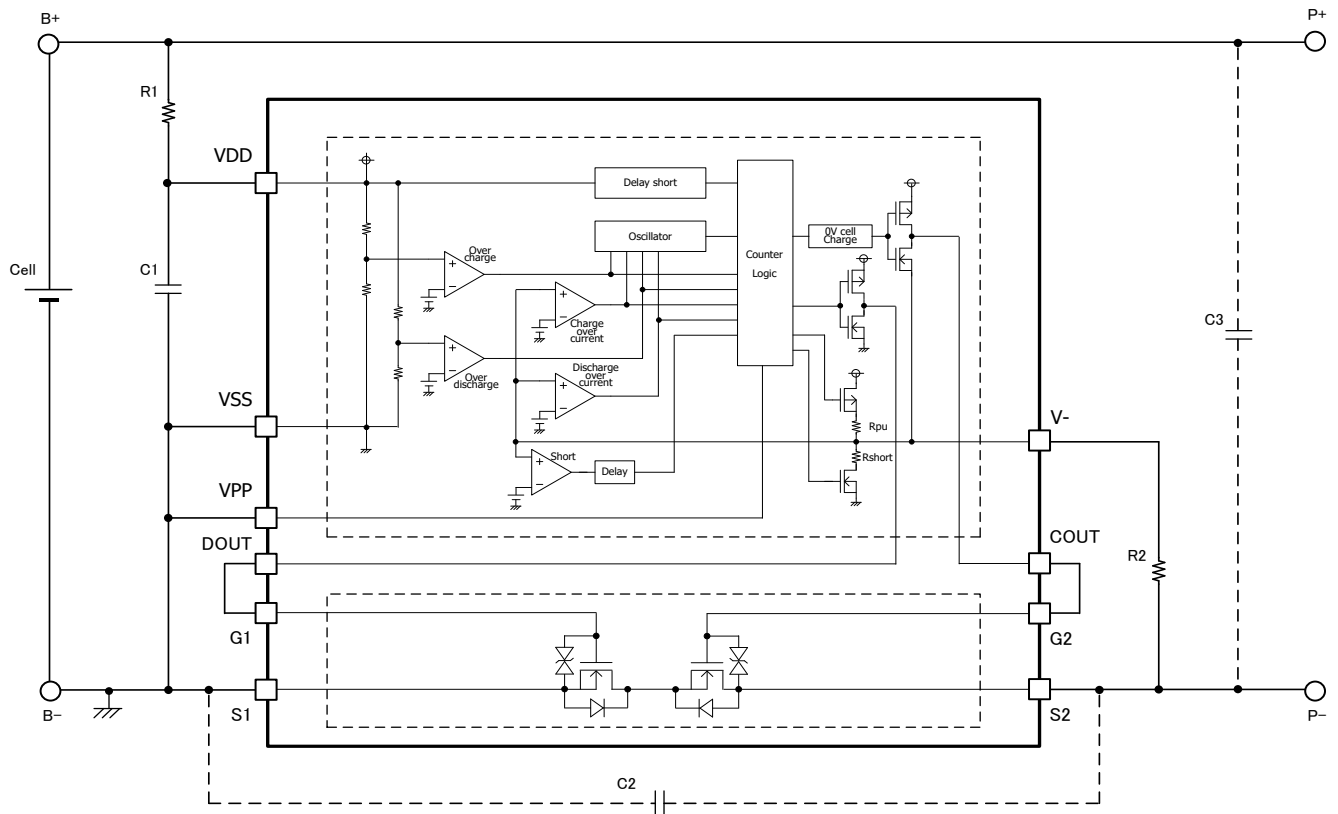 B+
P+
R1
VDD
Delay short
Oscillator
Over
charge
Counter
Logic
0V cell
Charge
Cell
C1
Charge
over
current
C3
Over
discharge
Discharge
over
current
VSS
V-
Rpu
Short
Delay
Rshort
VPP
DOUT
COUT
R2
G1
G2
B-
S1
S2
P-
C2